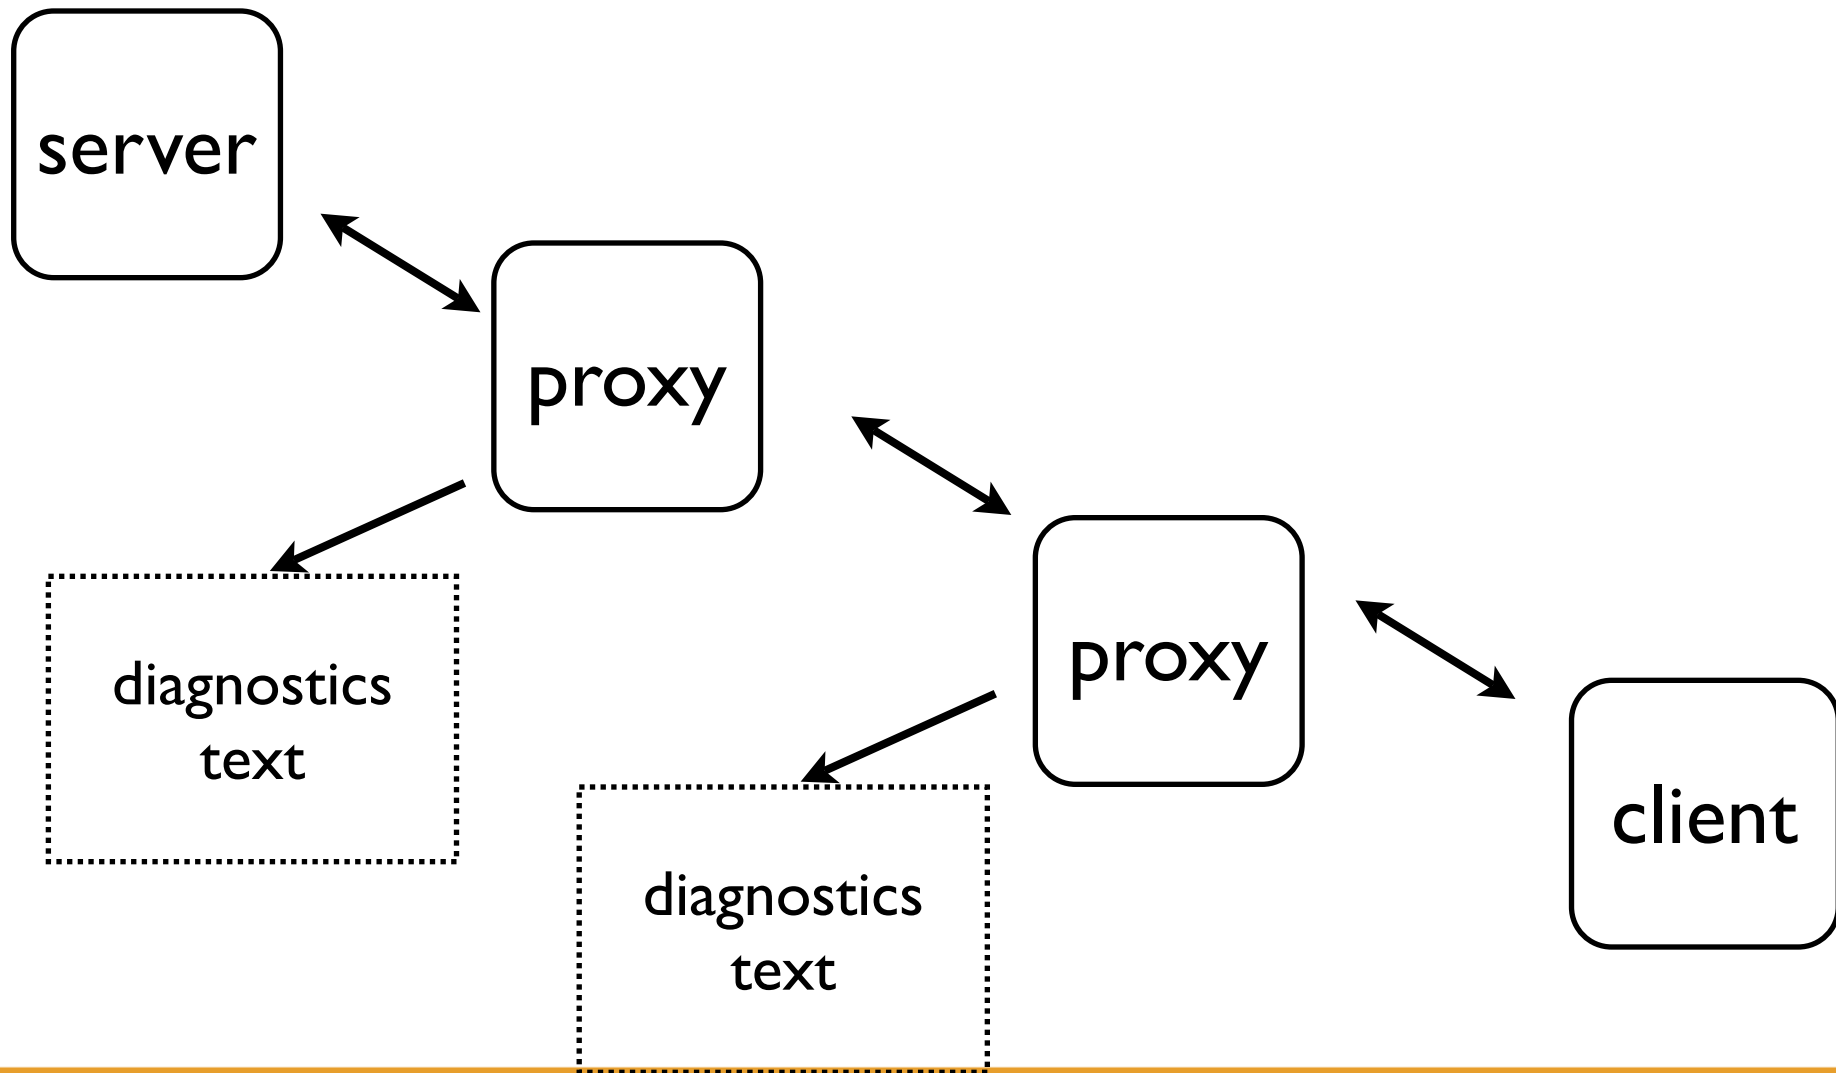 server
proxy
diagnostics
text
proxy
diagnostics
text
client